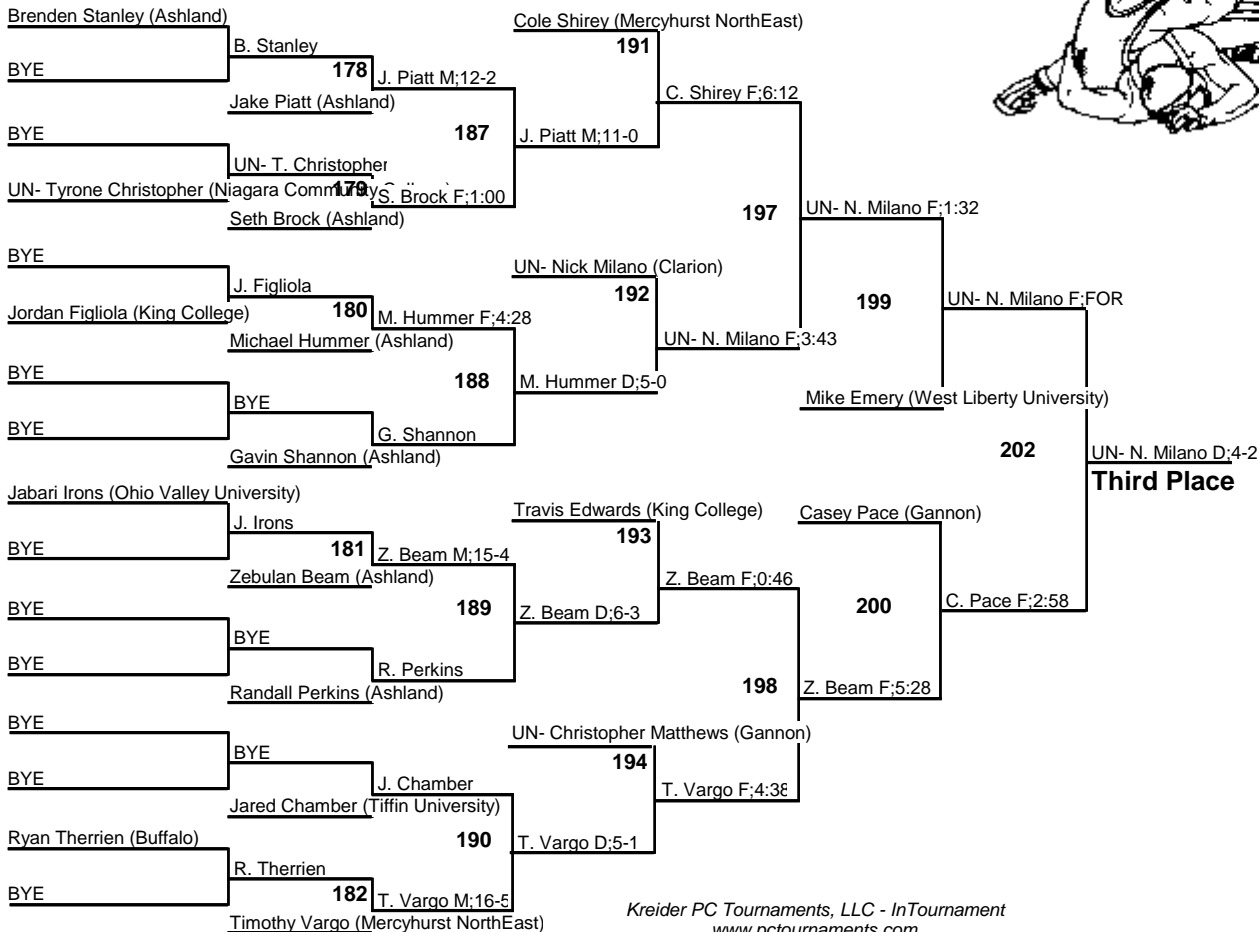 Brenden Stanley (Ashland)
B. Stanley
BYE
178
J. Piatt M;12-2
Jake Piatt (Ashland)
BYE
187
J. Piatt M;11-0
UN- T. Christopher
UN- Tyrone Christopher (Niagara Community
179
S. Brock F;1:00
Seth Brock (Ashland)
Cole Shirey (Mercyhurst NorthEast)
191
C. Shirey F;6:12
197
UN- N. Milano F;1:32
BYE
J. Figliola
Jordan Figliola (King College)
180
M. Hummer F;4:28
Michael Hummer (Ashland)
BYE
188
M. Hummer D;5-0
BYE
BYE
G. Shannon
Gavin Shannon (Ashland)
UN- Nick Milano (Clarion)
192
UN- N. Milano F;3:43
199
UN- N. Milano F;FOR
Mike Emery (West Liberty University)
202
UN- N. Milano D;4-2
Third Place
Jabari Irons (Ohio Valley University)
J. Irons
BYE
181
Z. Beam M;15-4
Zebulan Beam (Ashland)
BYE
189
Z. Beam D;6-3
BYE
BYE
R. Perkins
Randall Perkins (Ashland)
Travis Edwards (King College)
193
Z. Beam F;0:46
Casey Pace (Gannon)
200
C. Pace F;2:58
198
Z. Beam F;5:28
BYE
BYE
BYE
J. Chamber
Jared Chamber (Tiffin University)
190
T. Vargo D;5-1
Ryan Therrien (Buffalo)
R. Therrien
BYE
182
T. Vargo M;16-5
Timothy Vargo (Mercyhurst NorthEast)
UN- Christopher Matthews (Gannon)
194
T. Vargo F;4:38
Kreider PC Tournaments, LLC - InTournament
www.pctournaments.com